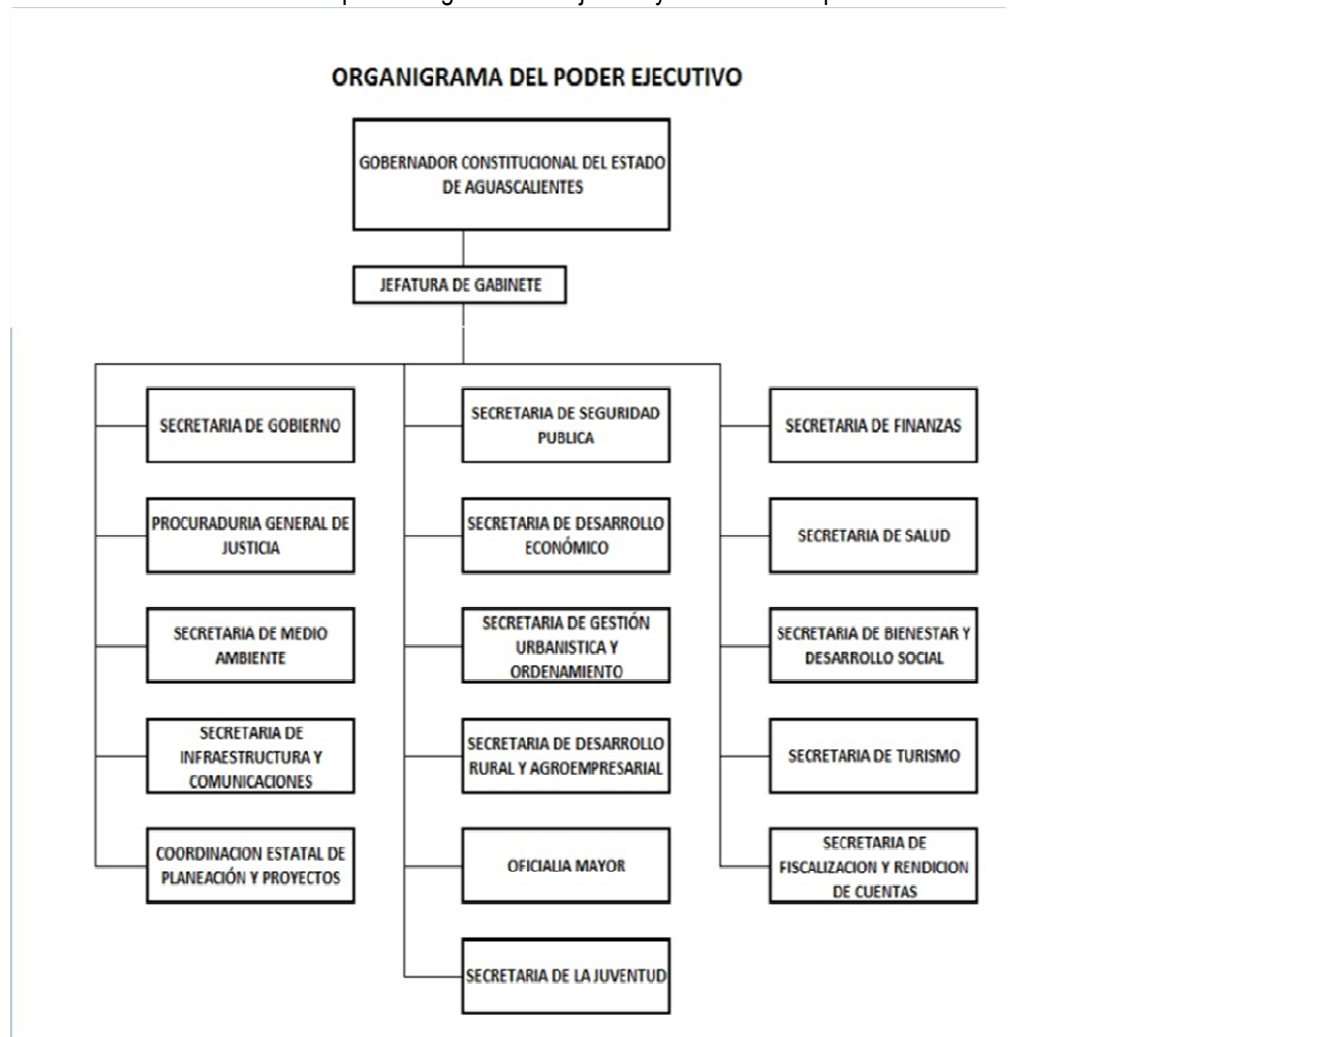 ORGANIGRAMA DEL PODER EJECUTIVO
GOBERNADOR CONSTITUCIONAL DEL ESTADO
DE AGUASCALIENTES
JEFATURA DE GABINETE
SECRETARIA DE GOBIERNO
PROCURADURIA GENERAL DE
JUSTICIA
SECRETARIA DE MEDIO
AMBIENTE
SECRETARIA DE
INFRAESTRUCTURA Y
COMUNICACIONES
COORDINACION ESTATAL DE
PLANEACIÓN Y PROYECTOS
SECRETARIA DE SEGURIDAD
PUBLICA
SECRETARIA DE DESARROLLO
ECONÓMICO
SECRETARIA DE GESTIÓN
URBANISTICA Y
ORDENAMIENTO
SECRETARIA DE DESARROLLO
RURAL Y AGROEMPRESARIAL
OFICIALIA MAYOR
SECRETARIA DE LA JUVENTUD
SECRETARIA DE FINANZAS
SECRETARIA DE SALUD
SECRETARIA DE BIENESTAR Y
DESARROLLO SOCIAL
SECRETARIA DE TURISMO
SECRETARIA DE
FISCALIZACION Y RENDICION
DE CUENTAS